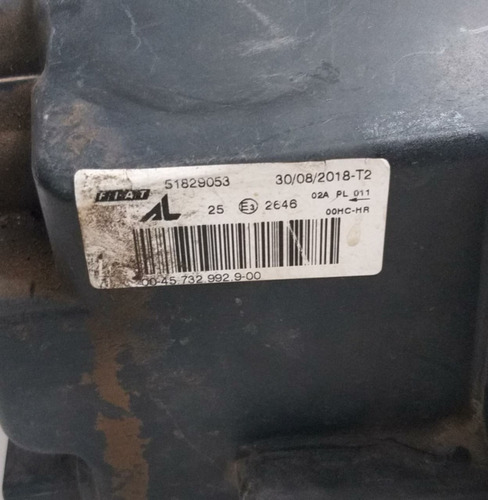 FIAT 51829053 30/08/2018-T2
AL 25 E3 2646 02A PL 011
00HC-HR
00-45.732.992.9-00